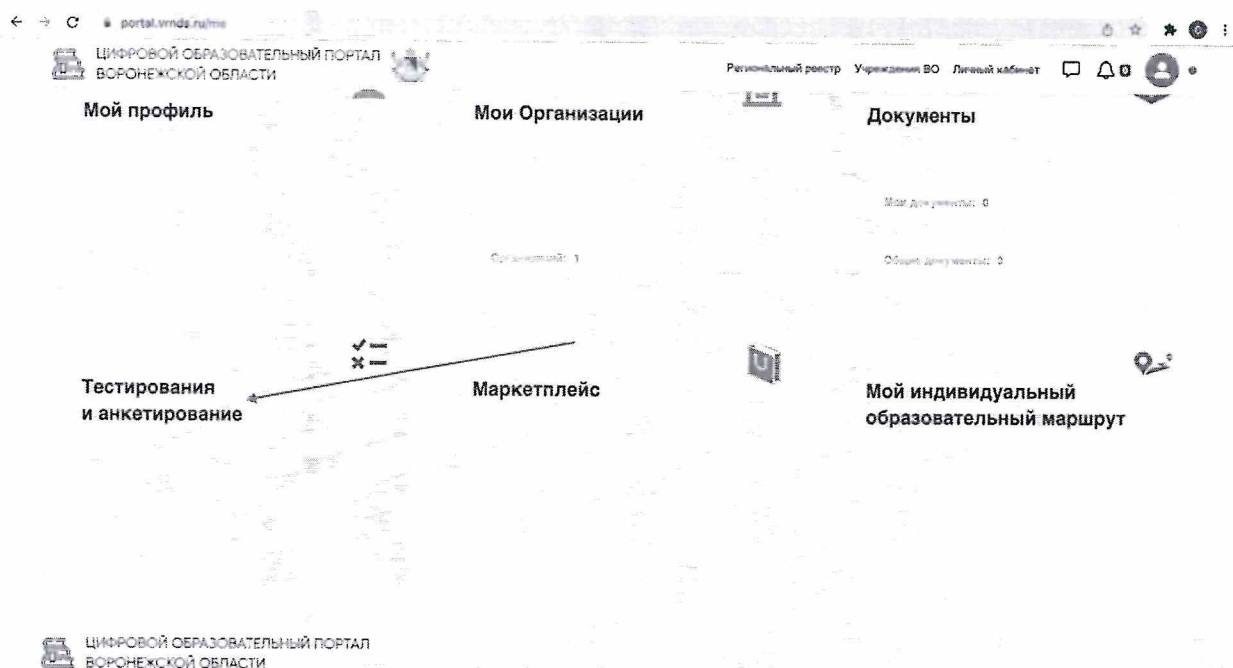 portal.vrnds.ru/me
ЦИФРОВОЙ ОБРАЗОВАТЕЛЬНЫЙ ПОРТАЛ
ВОРОНЕЖСКОЙ ОБЛАСТИ
Региональный реестр Учреждения ВО Личный кабинет 0
Мой профиль
Мои Организации
Документы
Мои документы: 0
Организаций: 1
Общие документы: 0
Тестирования
и анкетирование
Маркетплейс
Мой индивидуальный
образовательный маршрут
ЦИФРОВОЙ ОБРАЗОВАТЕЛЬНЫЙ ПОРТАЛ
ВОРОНЕЖСКОЙ ОБЛАСТИ